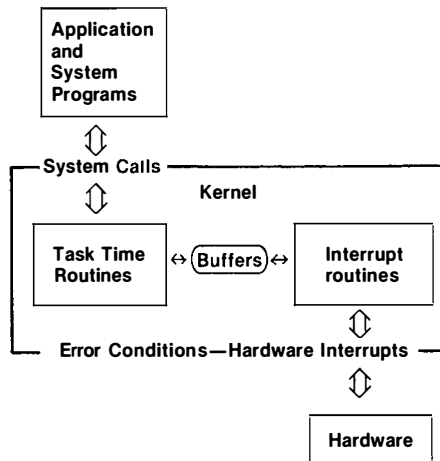 Application
and
System
Programs
System Calls
Kernel
Task Time
Routines
Buffers
Interrupt
routines
Error Conditions—Hardware Interrupts
Hardware